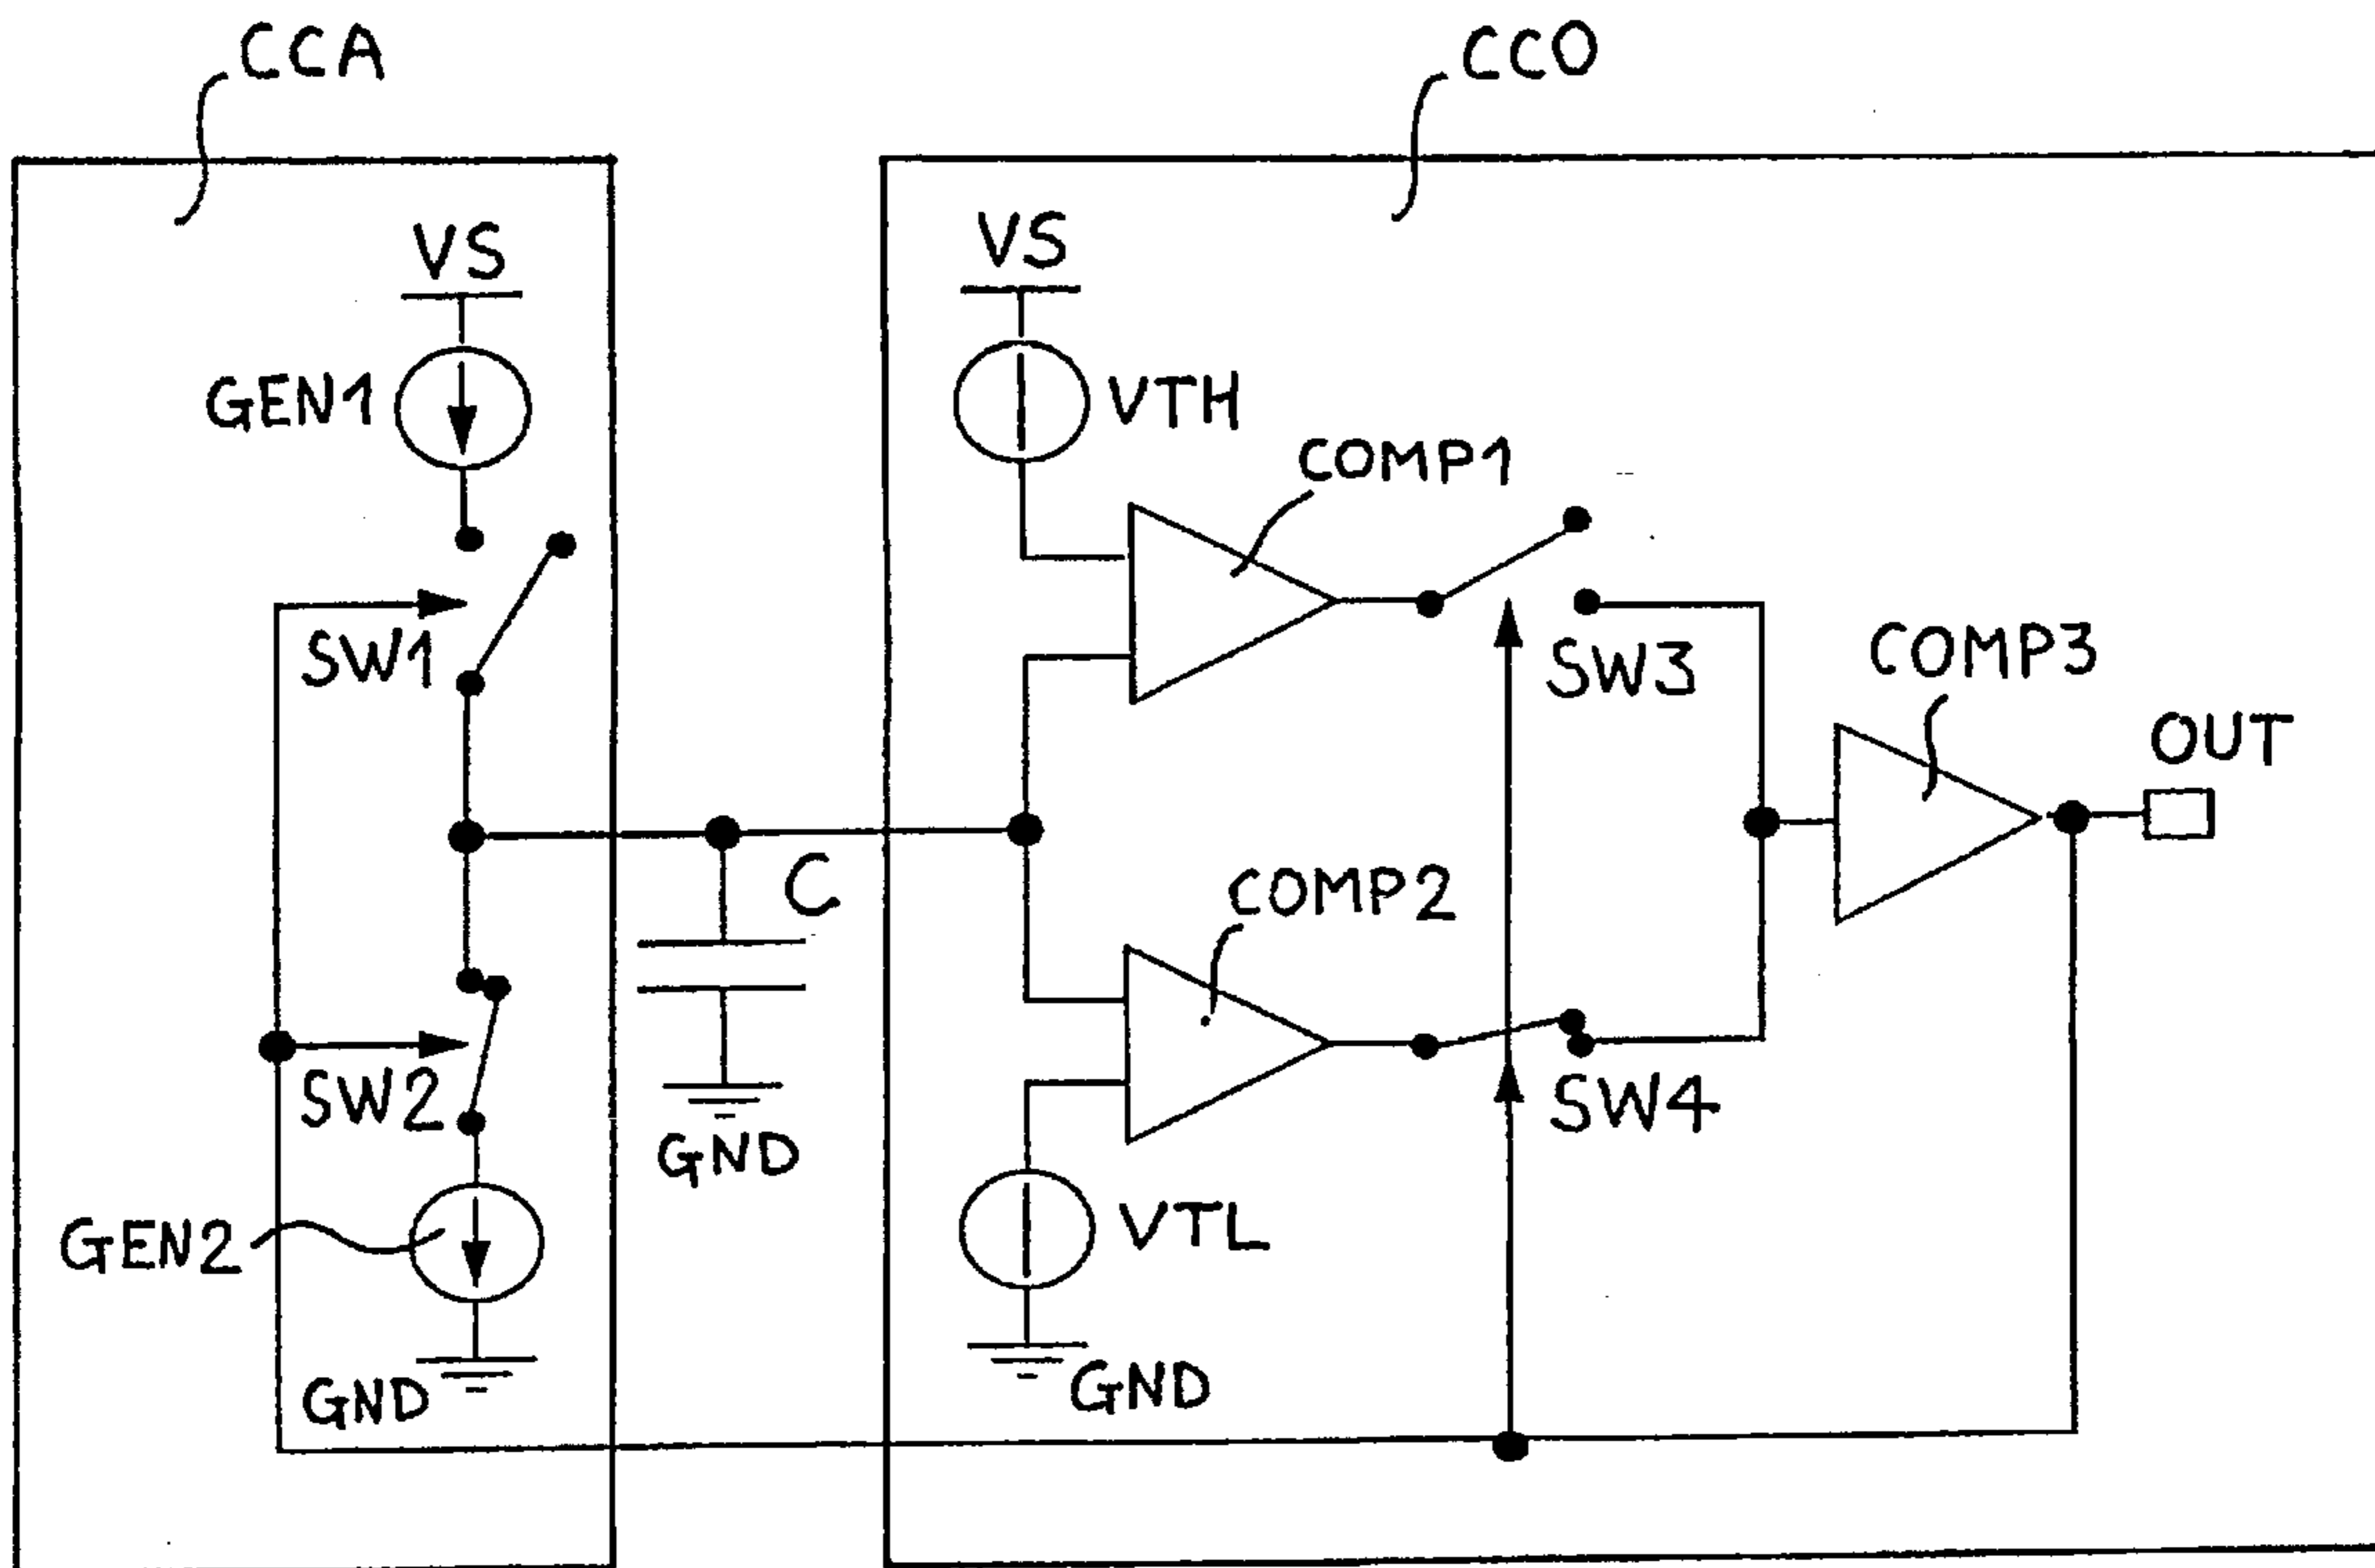 CCA
CCO
VS
VS
GEN1
VTH
COMP1
SW1
SW3
COMP3
OUT
C
COMP2
SW2
SW4
GND
GEN2
VTL
GND
GND